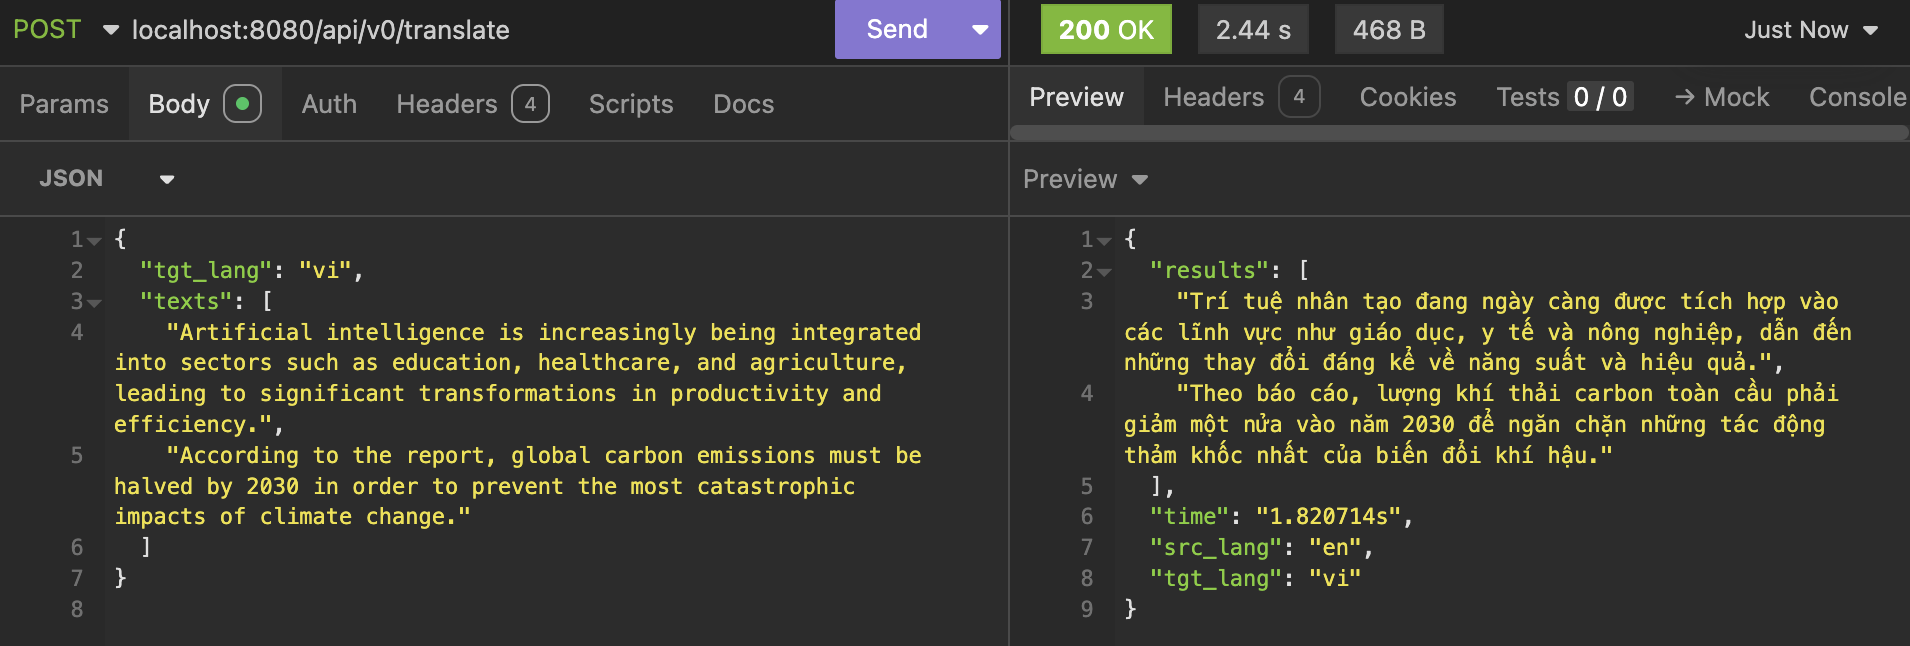 POST localhost:8080/api/v0/translate Send
200 OK 2.44 s 468 B Just Now
Params Body Auth Headers 4 Scripts Docs
Preview Headers 4 Cookies Tests 0 / 0 → Mock Console
JSON
Preview
1 {
2 "tgt_lang": "vi",
3 "texts": [
4 "Artificial intelligence is increasingly being integrated
into sectors such as education, healthcare, and agriculture,
leading to significant transformations in productivity and
efficiency.",
5 "According to the report, global carbon emissions must be
halved by 2030 in order to prevent the most catastrophic
impacts of climate change."
6 ]
7 }
8
1 {
2 "results": [
3 "Trí tuệ nhân tạo đang ngày càng được tích hợp vào
các lĩnh vực như giáo dục, y tế và nông nghiệp, dẫn đến
những thay đổi đáng kể về năng suất và hiệu quả.",
4 "Theo báo cáo, lượng khí thải carbon toàn cầu phải
giảm một nửa vào năm 2030 để ngăn chặn những tác động
thảm khốc nhất của biến đổi khí hậu."
5 ],
6 "time": "1.820714s",
7 "src_lang": "en",
8 "tgt_lang": "vi"
9 }